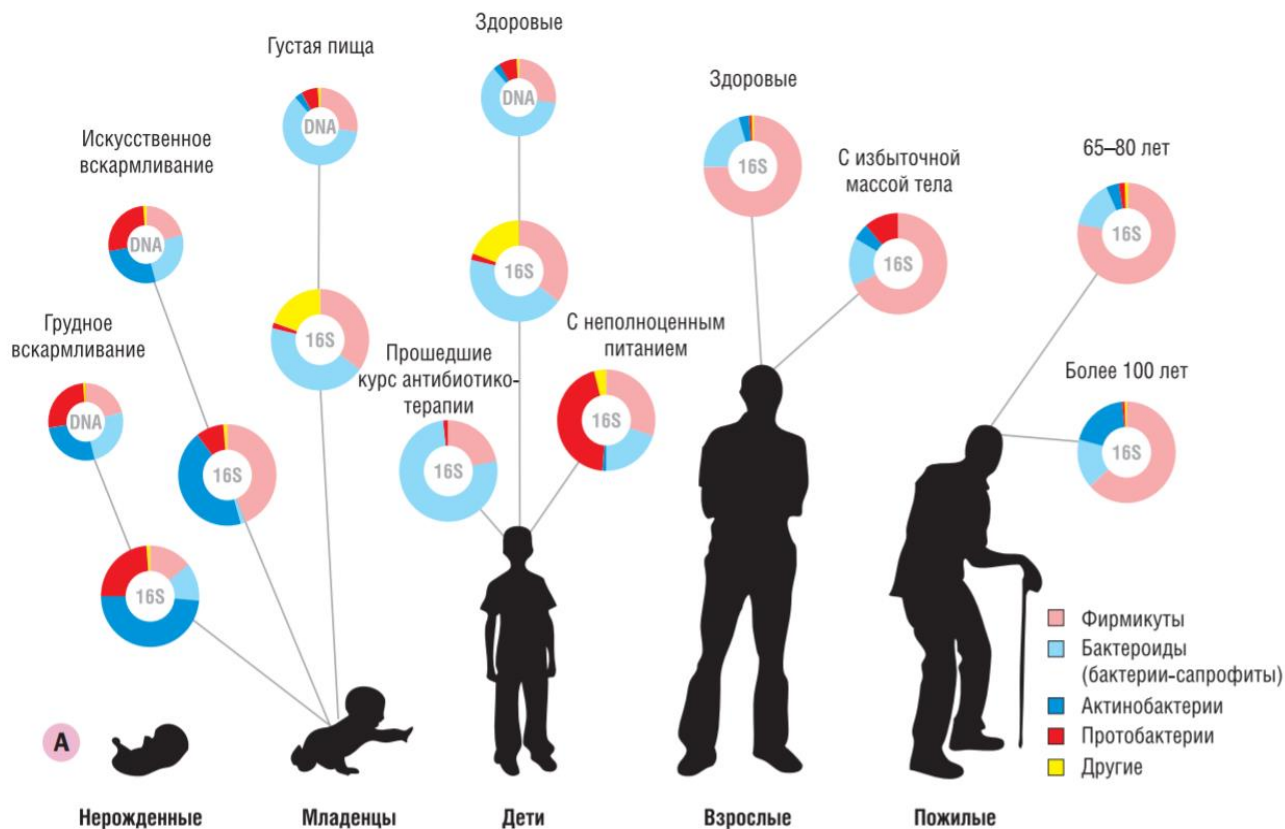 Здоровые
Густая пища
DNA
DNA
Здоровые
16S
Искусственное
вскармливание
DNA
С избыточной
массой тела
16S
65–80 лет
16S
16S
16S
Грудное
вскармливание
DNA
16S
Прошедшие
курс антибиотико-
терапии
16S
С неполноценным
питанием
16S
Более 100 лет
16S
16S
16S
Фирмикуты
Бактероиды
(бактерии-сапрофиты)
Актинобактерии
Протобактерии
Другие
А
Нерожденные
Младенцы
Дети
Взрослые
Пожилые